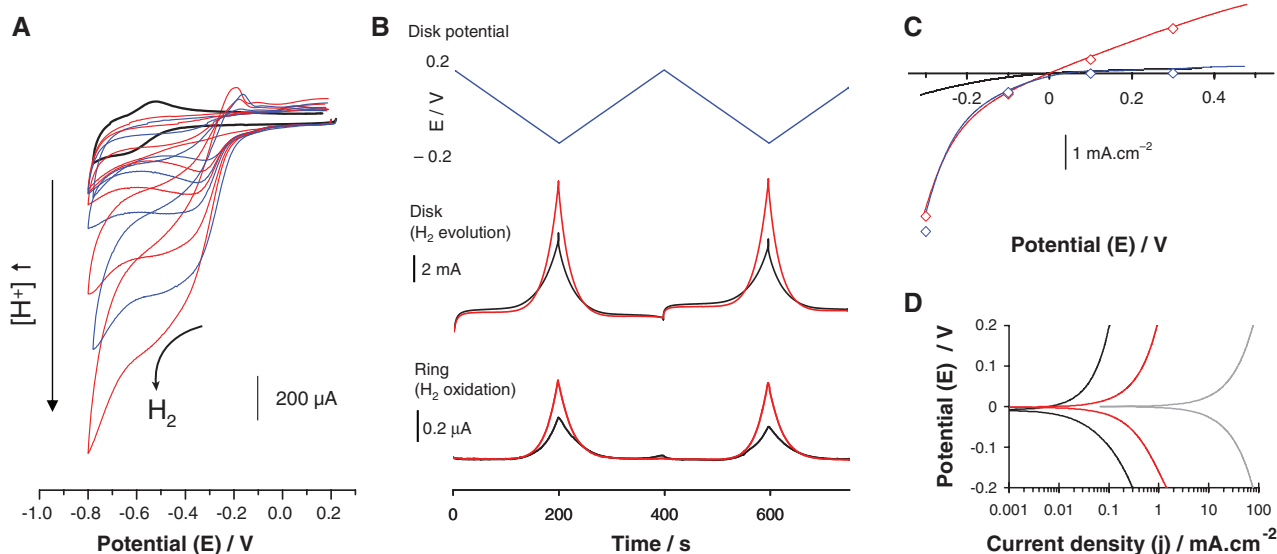 A
[H⁺] ↑
H₂
200 µA
-1.0 -0.8 -0.6 -0.4 -0.2 0.0 0.2
Potential (E) / V
B
Disk potential
0.2
E / V
– 0.2
Disk
(H₂ evolution)
2 mA
Ring
(H₂ oxidation)
0.2 µA
0 200 400 600
Time / s
C
-0.2 0 0.2 0.4
1 mA.cm⁻²
Potential (E) / V
D
Potential (E) / V
0.2
0.1
0
-0.1
-0.2
0.001 0.01 0.1 1 10 100
Current density (j) / mA.cm⁻²